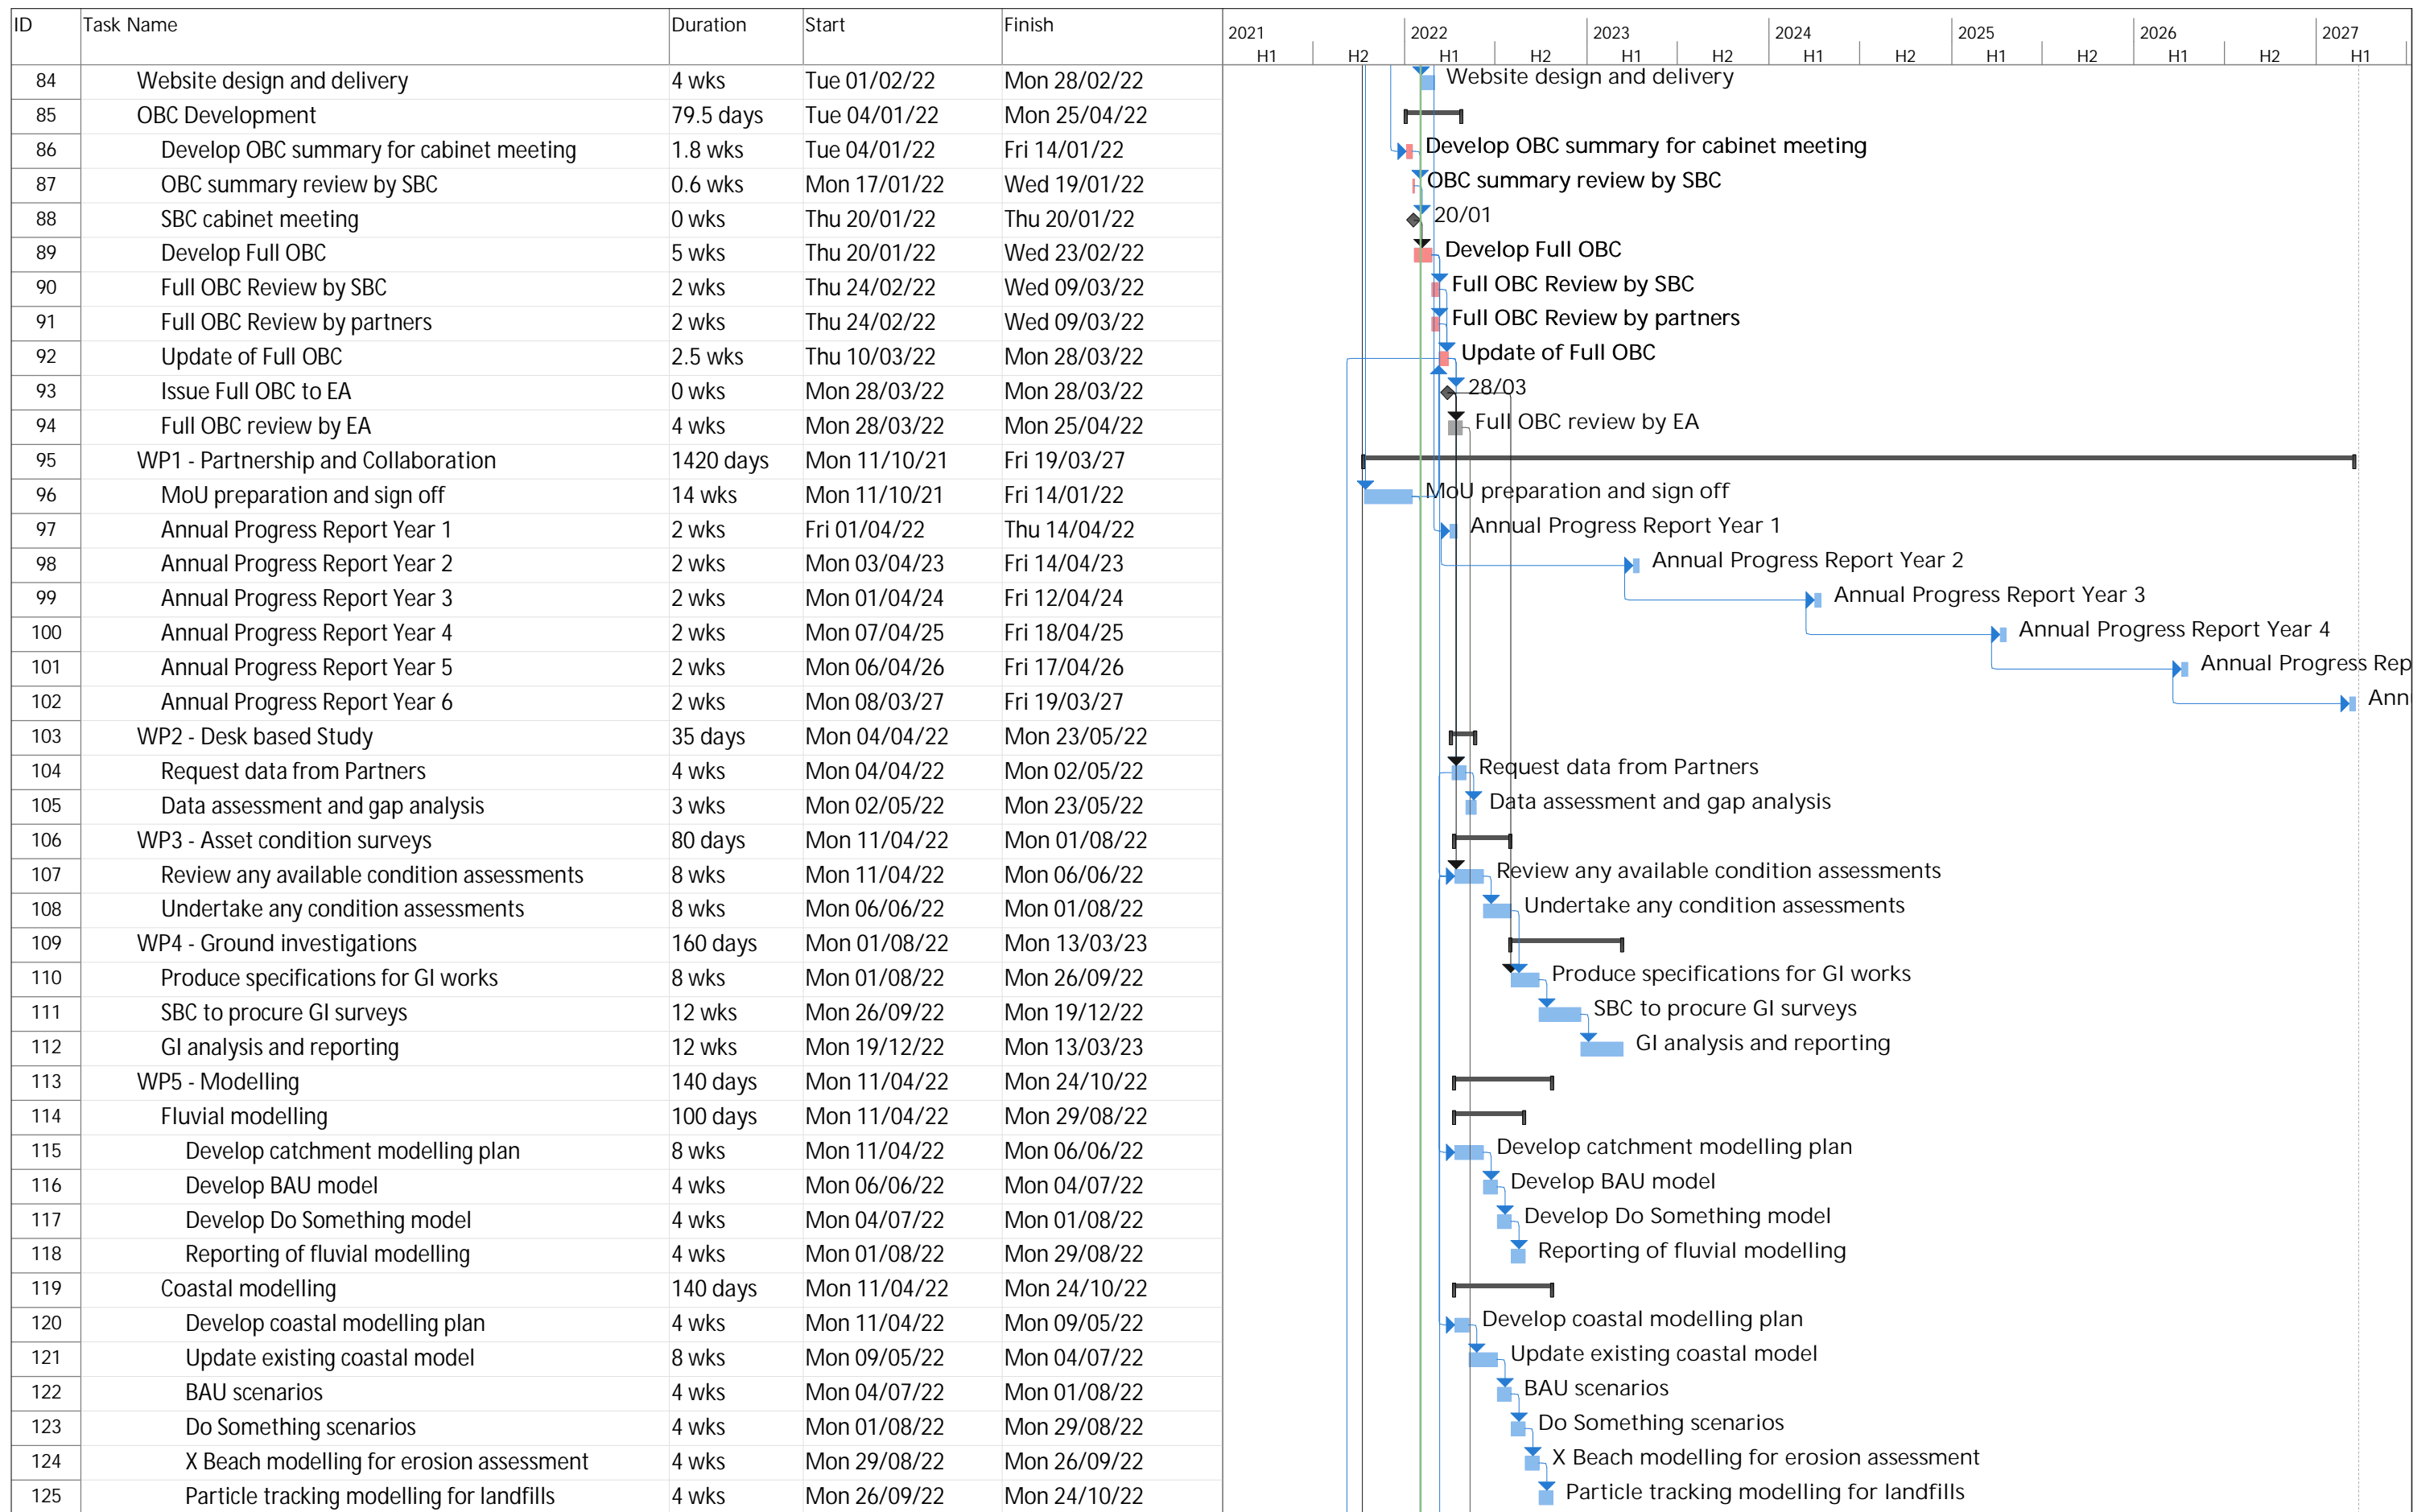 ID Task Name Duration Start Finish 2021 2022 2023 2024 2025 2026 2027
H1 H2 H1 H2 H1 H2 H1 H2 H1 H2 H1 H2 H1
84 Website design and delivery 4 wks Tue 01/02/22 Mon 28/02/22 Website design and delivery
85 OBC Development 79.5 days Tue 04/01/22 Mon 25/04/22
86 Develop OBC summary for cabinet meeting 1.8 wks Tue 04/01/22 Fri 14/01/22 Develop OBC summary for cabinet meeting
87 OBC summary review by SBC 0.6 wks Mon 17/01/22 Wed 19/01/22 OBC summary review by SBC
88 SBC cabinet meeting 0 wks Thu 20/01/22 Thu 20/01/22 20/01
89 Develop Full OBC 5 wks Thu 20/01/22 Wed 23/02/22 Develop Full OBC
90 Full OBC Review by SBC 2 wks Thu 24/02/22 Wed 09/03/22 Full OBC Review by SBC
91 Full OBC Review by partners 2 wks Thu 24/02/22 Wed 09/03/22 Full OBC Review by partners
92 Update of Full OBC 2.5 wks Thu 10/03/22 Mon 28/03/22 Update of Full OBC
93 Issue Full OBC to EA 0 wks Mon 28/03/22 Mon 28/03/22 28/03
94 Full OBC review by EA 4 wks Mon 28/03/22 Mon 25/04/22 Full OBC review by EA
95 WP1 - Partnership and Collaboration 1420 days Mon 11/10/21 Fri 19/03/27
96 MoU preparation and sign off 14 wks Mon 11/10/21 Fri 14/01/22 MoU preparation and sign off
97 Annual Progress Report Year 1 2 wks Fri 01/04/22 Thu 14/04/22 Annual Progress Report Year 1
98 Annual Progress Report Year 2 2 wks Mon 03/04/23 Fri 14/04/23 Annual Progress Report Year 2
99 Annual Progress Report Year 3 2 wks Mon 01/04/24 Fri 12/04/24 Annual Progress Report Year 3
100 Annual Progress Report Year 4 2 wks Mon 07/04/25 Fri 18/04/25 Annual Progress Report Year 4
101 Annual Progress Report Year 5 2 wks Mon 06/04/26 Fri 17/04/26 Annual Progress Rep
102 Annual Progress Report Year 6 2 wks Mon 08/03/27 Fri 19/03/27 Ann
103 WP2 - Desk based Study 35 days Mon 04/04/22 Mon 23/05/22
104 Request data from Partners 4 wks Mon 04/04/22 Mon 02/05/22 Request data from Partners
105 Data assessment and gap analysis 3 wks Mon 02/05/22 Mon 23/05/22 Data assessment and gap analysis
106 WP3 - Asset condition surveys 80 days Mon 11/04/22 Mon 01/08/22
107 Review any available condition assessments 8 wks Mon 11/04/22 Mon 06/06/22 Review any available condition assessments
108 Undertake any condition assessments 8 wks Mon 06/06/22 Mon 01/08/22 Undertake any condition assessments
109 WP4 - Ground investigations 160 days Mon 01/08/22 Mon 13/03/23
110 Produce specifications for GI works 8 wks Mon 01/08/22 Mon 26/09/22 Produce specifications for GI works
111 SBC to procure GI surveys 12 wks Mon 26/09/22 Mon 19/12/22 SBC to procure GI surveys
112 GI analysis and reporting 12 wks Mon 19/12/22 Mon 13/03/23 GI analysis and reporting
113 WP5 - Modelling 140 days Mon 11/04/22 Mon 24/10/22
114 Fluvial modelling 100 days Mon 11/04/22 Mon 29/08/22
115 Develop catchment modelling plan 8 wks Mon 11/04/22 Mon 06/06/22 Develop catchment modelling plan
116 Develop BAU model 4 wks Mon 06/06/22 Mon 04/07/22 Develop BAU model
117 Develop Do Something model 4 wks Mon 04/07/22 Mon 01/08/22 Develop Do Something model
118 Reporting of fluvial modelling 4 wks Mon 01/08/22 Mon 29/08/22 Reporting of fluvial modelling
119 Coastal modelling 140 days Mon 11/04/22 Mon 24/10/22
120 Develop coastal modelling plan 4 wks Mon 11/04/22 Mon 09/05/22 Develop coastal modelling plan
121 Update existing coastal model 8 wks Mon 09/05/22 Mon 04/07/22 Update existing coastal model
122 BAU scenarios 4 wks Mon 04/07/22 Mon 01/08/22 BAU scenarios
123 Do Something scenarios 4 wks Mon 01/08/22 Mon 29/08/22 Do Something scenarios
124 X Beach modelling for erosion assessment 4 wks Mon 29/08/22 Mon 26/09/22 X Beach modelling for erosion assessment
125 Particle tracking modelling for landfills 4 wks Mon 26/09/22 Mon 24/10/22 Particle tracking modelling for landfills